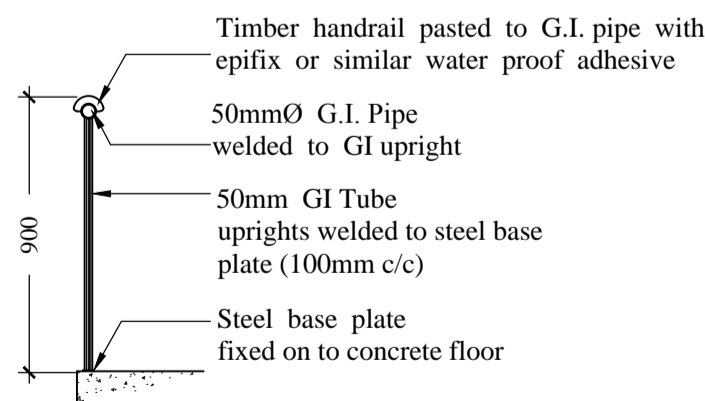 Timber handrail pasted to G.I. pipe with
epifix or similar water proof adhesive
50mmØ G.I. Pipe
welded to GI upright
50mm GI Tube
uprights welded to steel base
plate (100mm c/c)
900
Steel base plate
fixed on to concrete floor